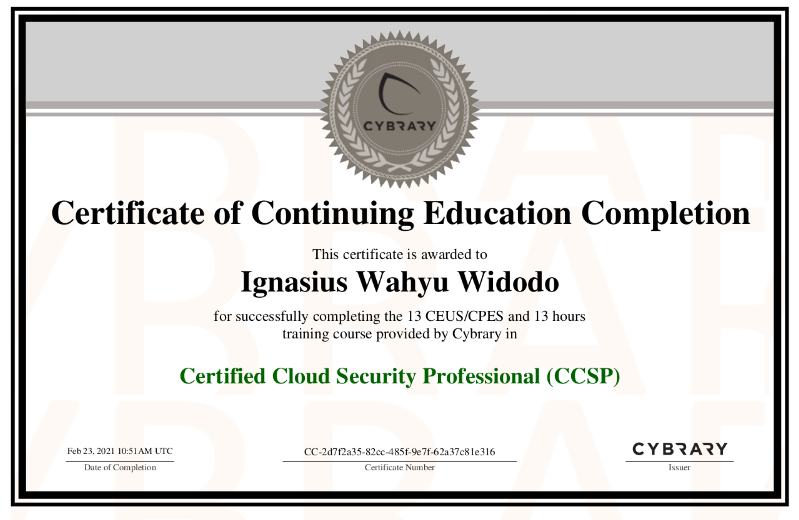 CYBRARY
Certificate of Continuing Education Completion
This certificate is awarded to
Ignasius Wahyu Widodo
for successfully completing the 13 CEUS/CPES and 13 hours
training course provided by Cybrary in
Certified Cloud Security Professional (CCSP)
Feb 23, 2021 10:51AM UTC
Date of Completion
CC-2d7f2a35-82cc-485f-9e7f-62a37c81e316
Certificate Number
CYBRARY
Issuer